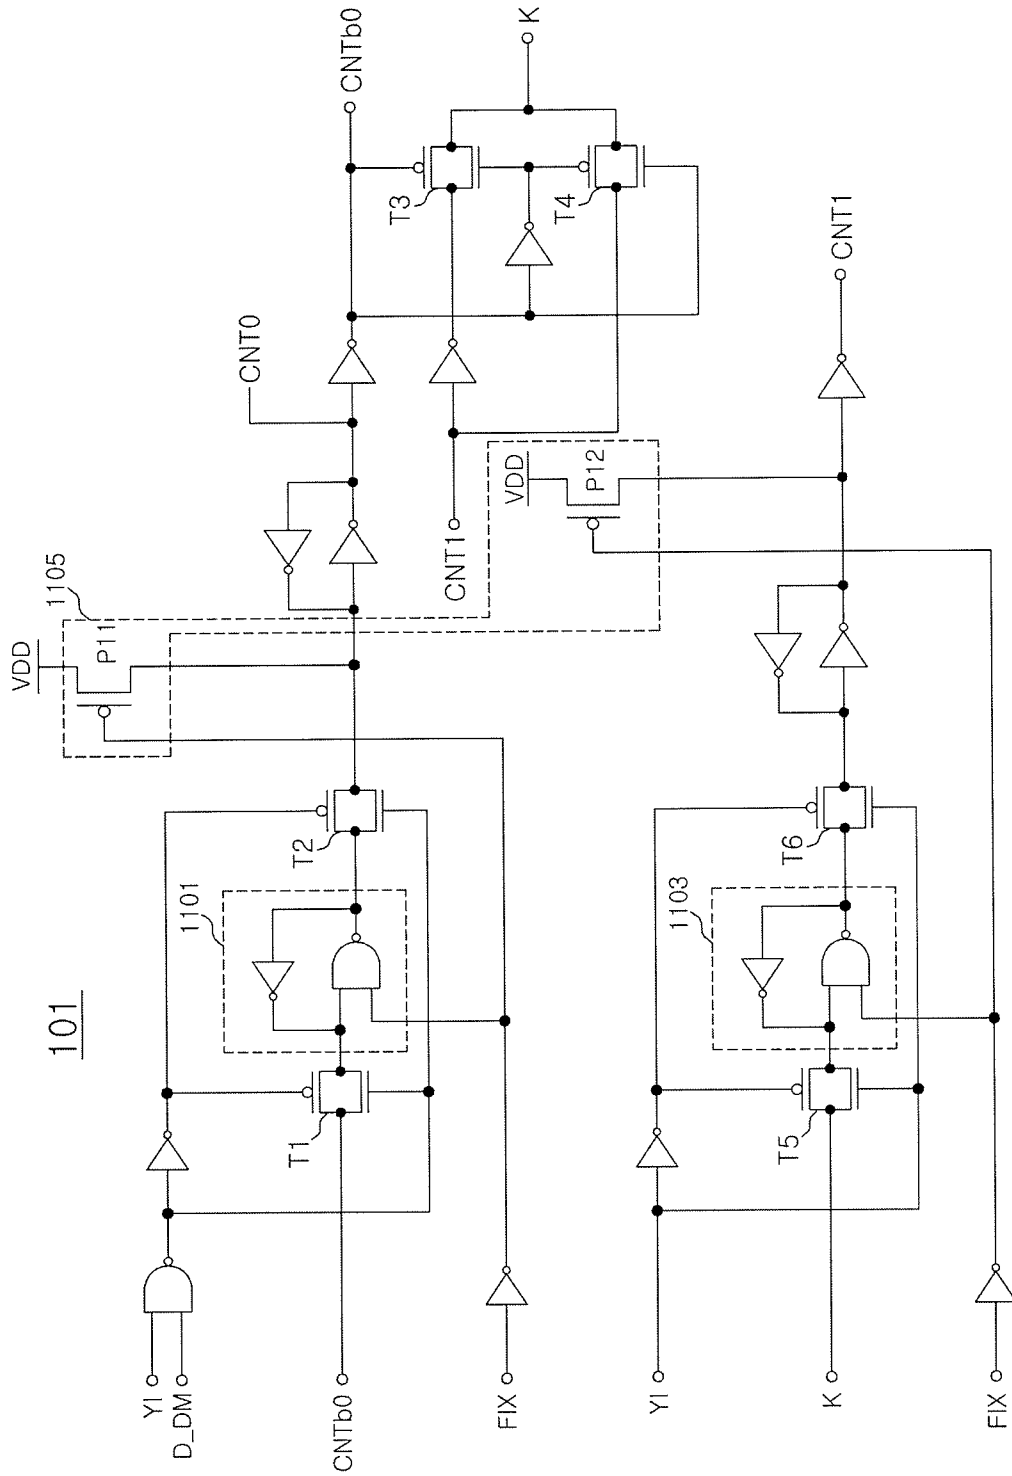 101
YI
D_DM
CNTb0
FIX
T1
1101
T2
VDD
P11
1105
CNT0
CNTb0
CNT1
T3
T4
K
YI
K
FIX
T5
1103
T6
VDD
P12
CNT1